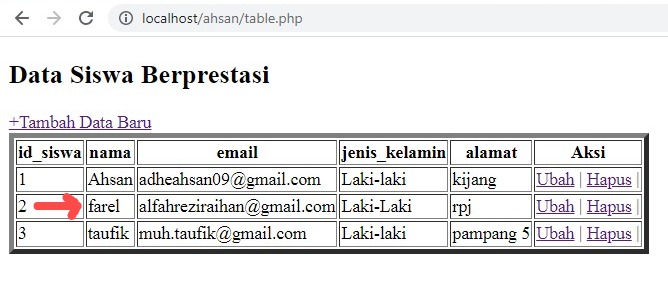 localhost/ahsan/table.php
Data Siswa Berprestasi
+Tambah Data Baru
id_siswa nama email jenis_kelamin alamat Aksi
1 Ahsan adheahsan09@gmail.com Laki-laki kijang Ubah | Hapus |
2 farel alfahreziraihan@gmail.com Laki-Laki rpj Ubah | Hapus |
3 taufik muh.taufik@gmail.com Laki-laki pampang 5 Ubah | Hapus |